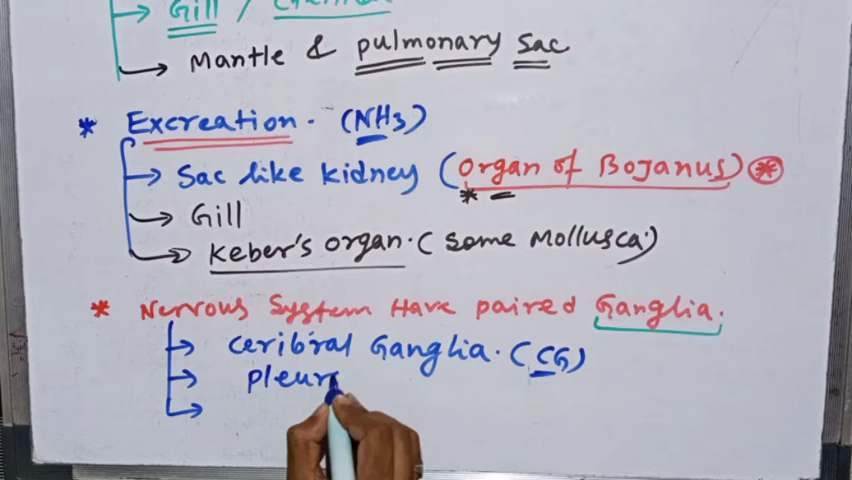 Gill /
Mantle & pulmonary Sac
* Excreation. (NH3)
Sac like kidney (Organ of Bojanus) *
Gill
Keber's organ. (Some Mollusca)
* Nervous System Have paired Ganglia.
Ceribral Ganglia. (CG)
pleur